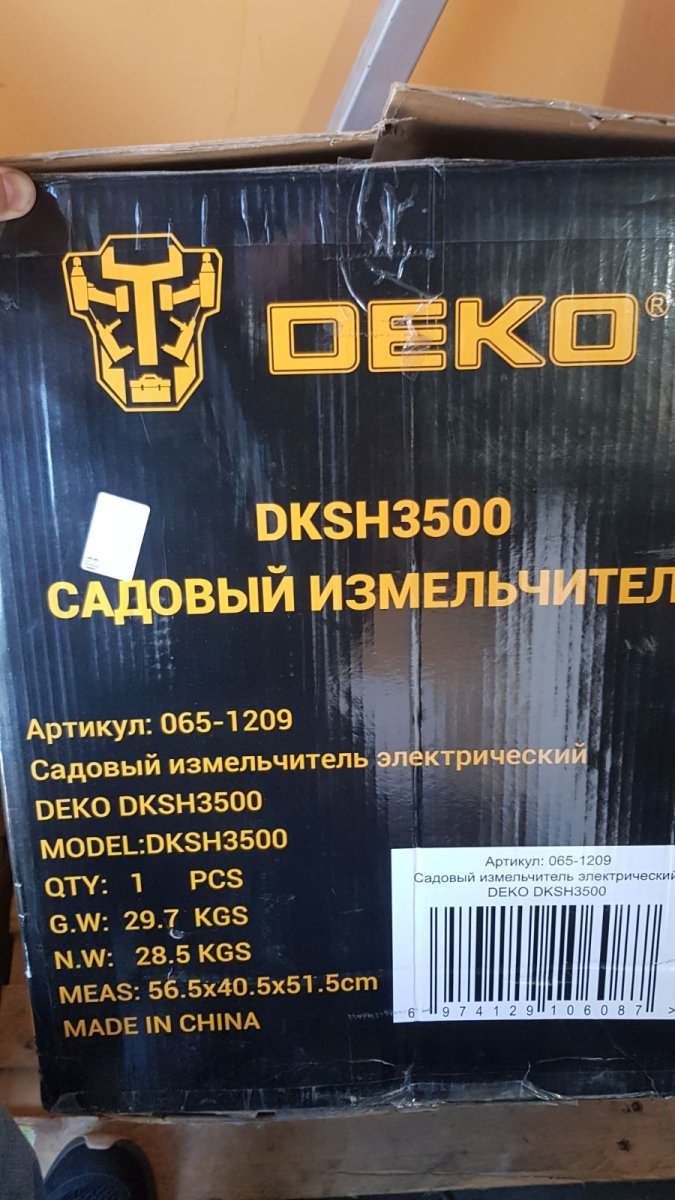 DEKO®
DKSH3500
САДОВЫЙ ИЗМЕЛЬЧИТЕЛ
Артикул: 065-1209
Садовый измельчитель электрический
DEKO DKSH3500
MODEL:DKSH3500
QTY: 1 PCS
G.W: 29.7 KGS
N.W: 28.5 KGS
MEAS: 56.5x40.5x51.5cm
MADE IN CHINA
Артикул: 065-1209
Садовый измельчитель электрический
DEKO DKSH3500
6 974129 106087 >